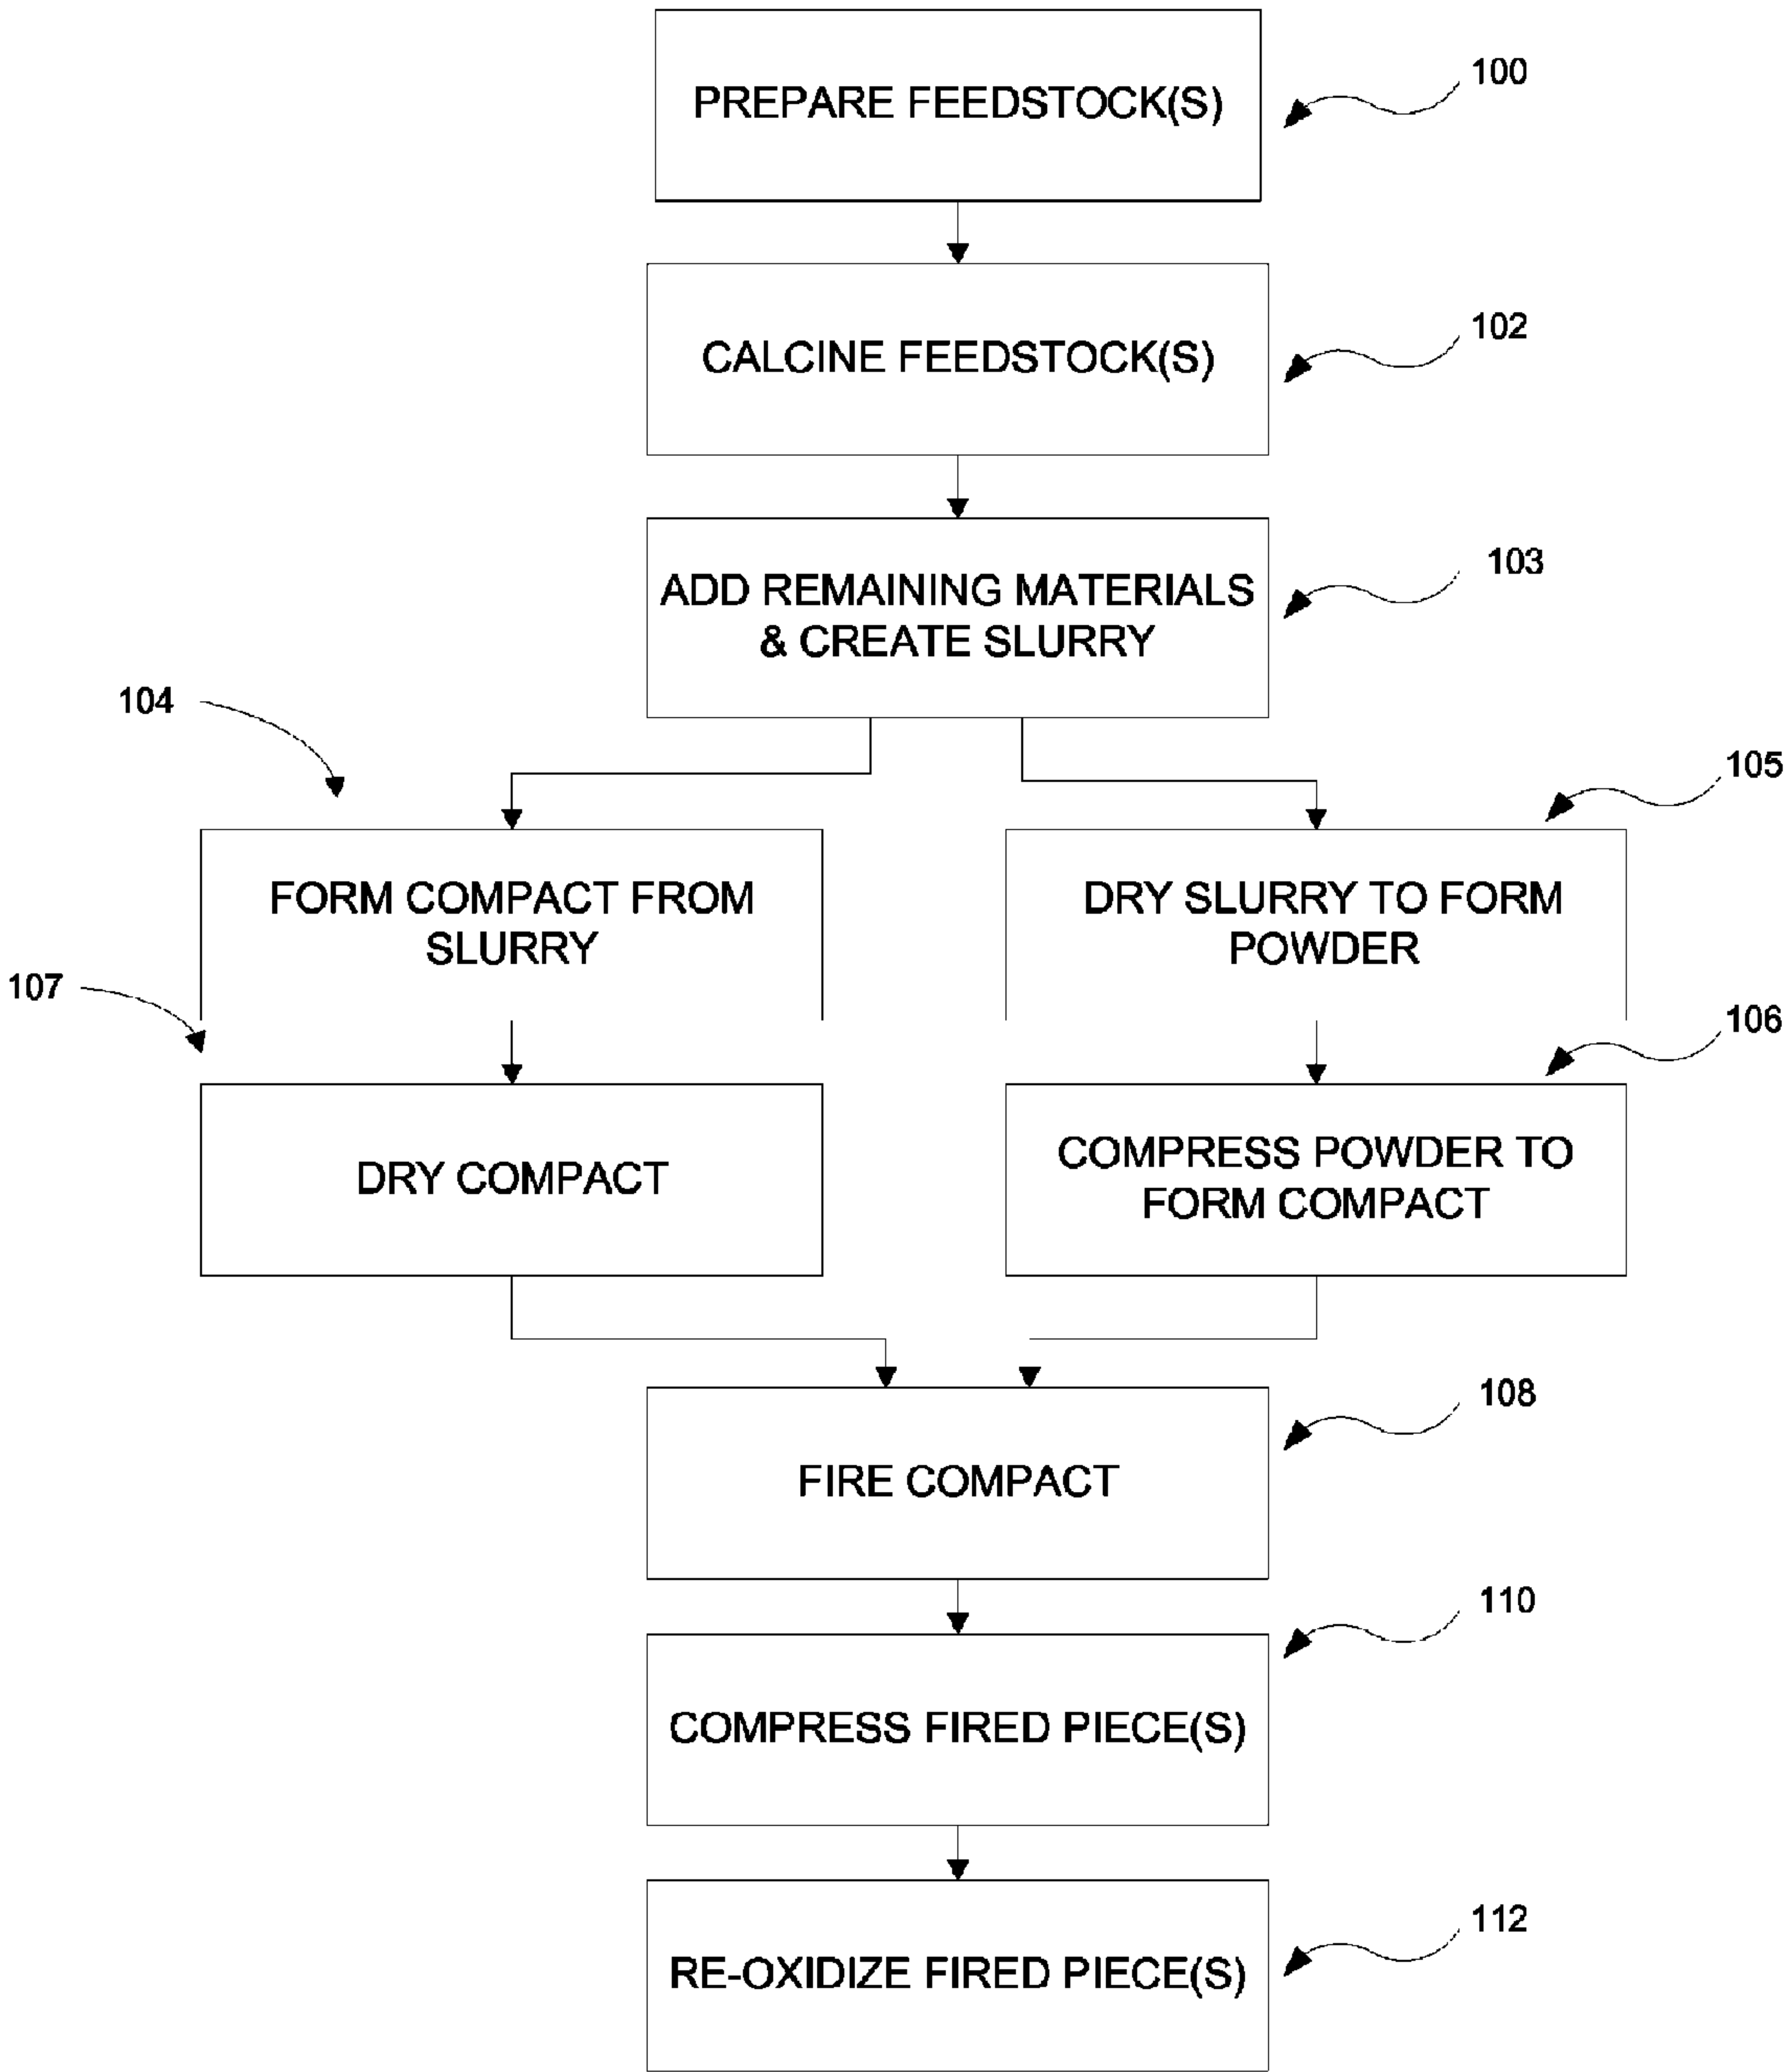 PREPARE FEEDSTOCK(S)
100
CALCINE FEEDSTOCK(S)
102
ADD REMAINING MATERIALS
& CREATE SLURRY
103
104
105
FORM COMPACT FROM
SLURRY
DRY SLURRY TO FORM
POWDER
107
106
DRY COMPACT
COMPRESS POWDER TO
FORM COMPACT
FIRE COMPACT
108
COMPRESS FIRED PIECE(S)
110
RE-OXIDIZE FIRED PIECE(S)
112